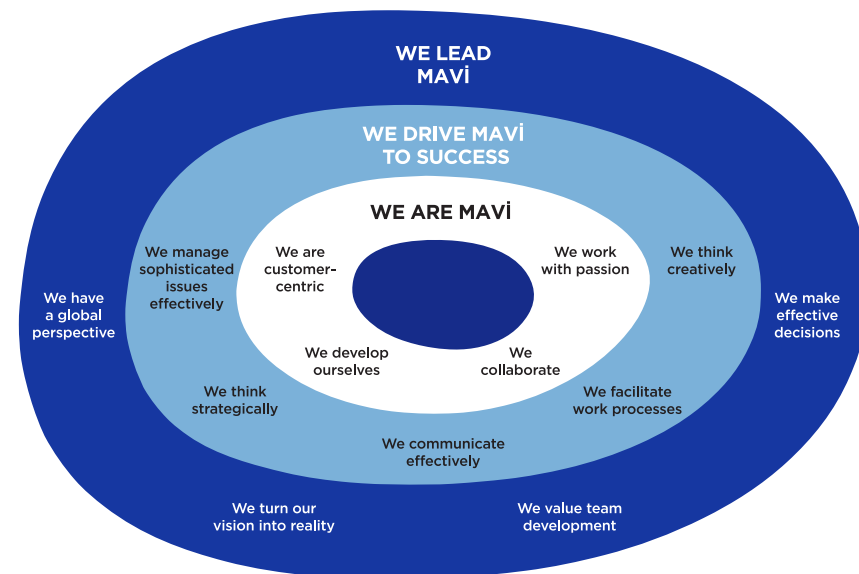 WE LEAD
MAVİ
WE DRIVE MAVİ
TO SUCCESS
WE ARE MAVİ
We manage
sophisticated
issues
effectively
We are
customer-
centric
We work
with passion
We think
creatively
We have
a global
perspective
We make
effective
decisions
We develop
ourselves
We
collaborate
We think
strategically
We facilitate
work processes
We communicate
effectively
We turn our
vision into reality
We value team
development